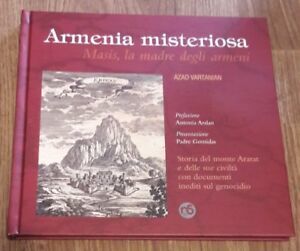 Armenia misteriosa
Masis, la madre degli armeni
AZAD VARTANIAN
Prefazione
Antonia Arslan
Presentazione
Padre Gomidas
Storia del monte Ararat
e delle sue civiltà
con documenti
inediti sul genocidio